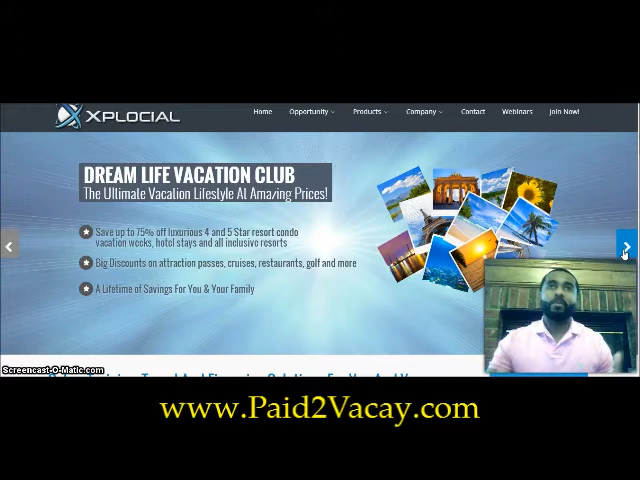 XPLOCIAL
Home Opportunity Products Company Contact Webinars Join Now!
DREAM LIFE VACATION CLUB
The Ultimate Vacation Lifestyle At Amazing Prices!
Save up to 75% off luxurious 4 and 5 Star resort condo
vacation weeks, hotel stays and all inclusive resorts
Big Discounts on attraction passes, cruises, restaurants, golf and more
A Lifetime of Savings For You & Your Family
Screencast-O-Matic.com
www.Paid2Vacay.com